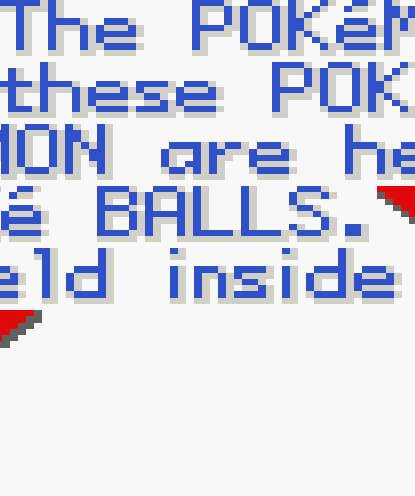 The POKéM
these POK
MON are he
é BALLS.
eld inside